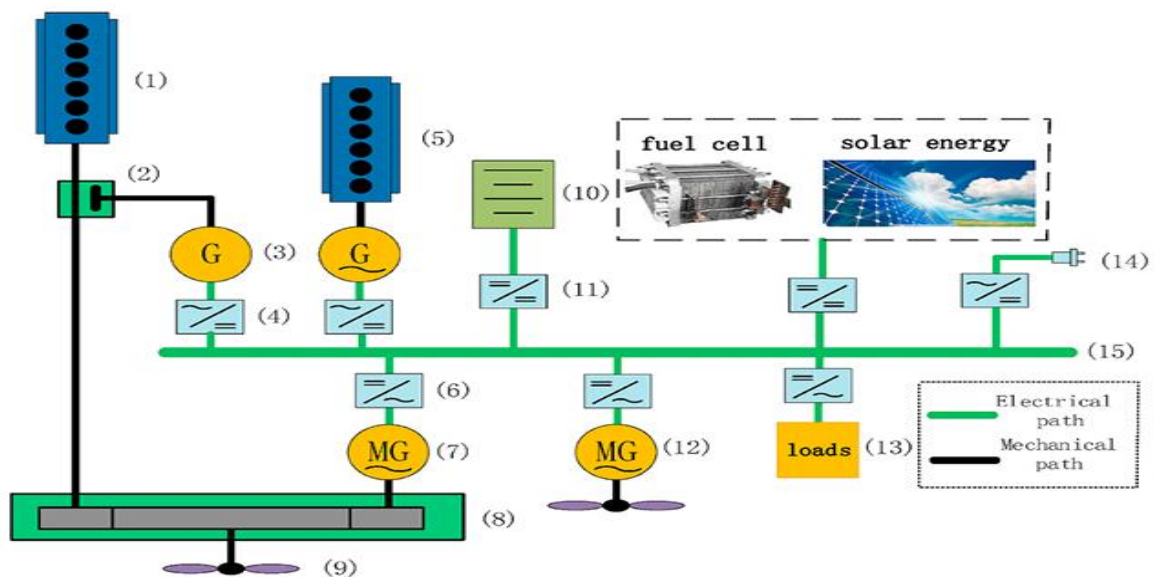 (1)
(2)
G
(3)
(4)
(5)
G
fuel cell
solar energy
(10)
(11)
(14)
(15)
(6)
MG
(7)
MG
(12)
loads
(13)
Electrical
path
Mechanical
path
(8)
(9)